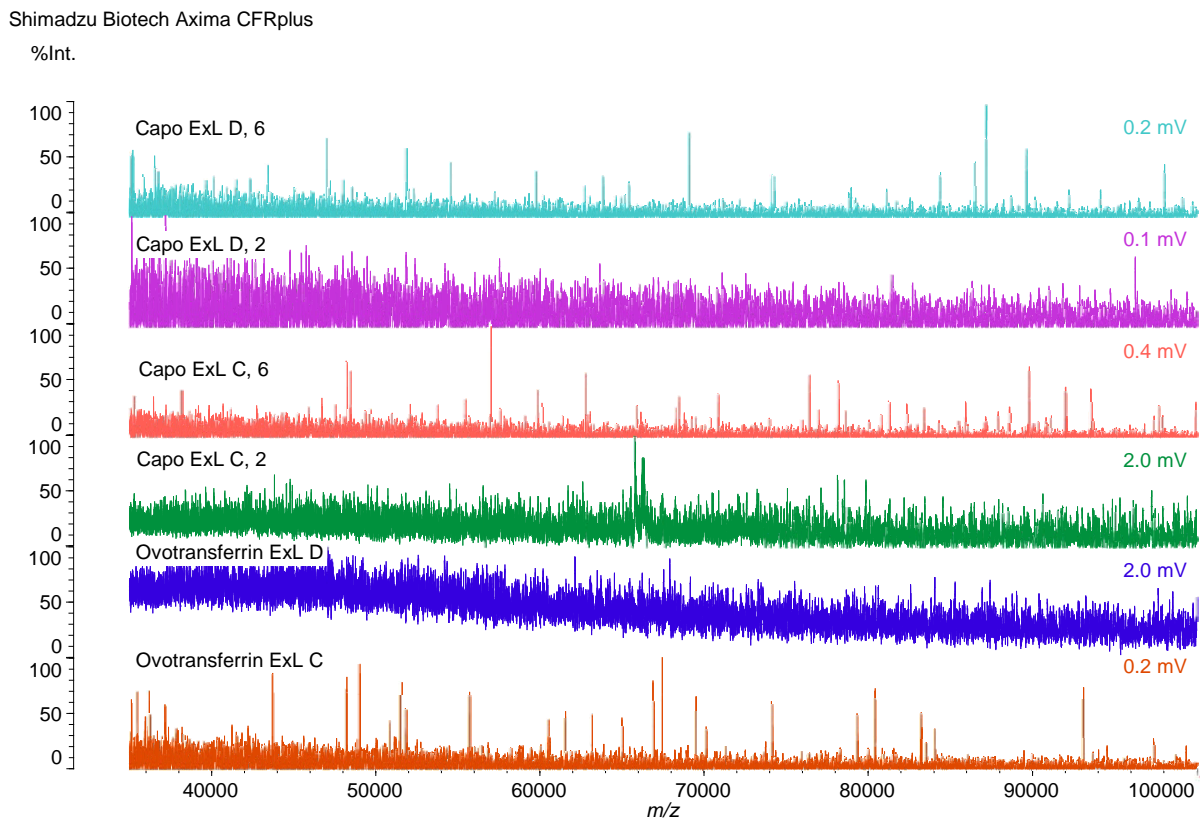 Shimadzu Biotech Axima CFRplus
%Int.
100
Capo ExL D, 6
0.2 mV
50
0
100
Capo ExL D, 2
0.1 mV
50
0
100
Capo ExL C, 6
0.4 mV
50
0
100
Capo ExL C, 2
2.0 mV
50
0
100
Ovotransferrin ExL D
2.0 mV
50
0
100
Ovotransferrin ExL C
0.2 mV
50
0
40000 50000 60000 70000 80000 90000 100000
m/z